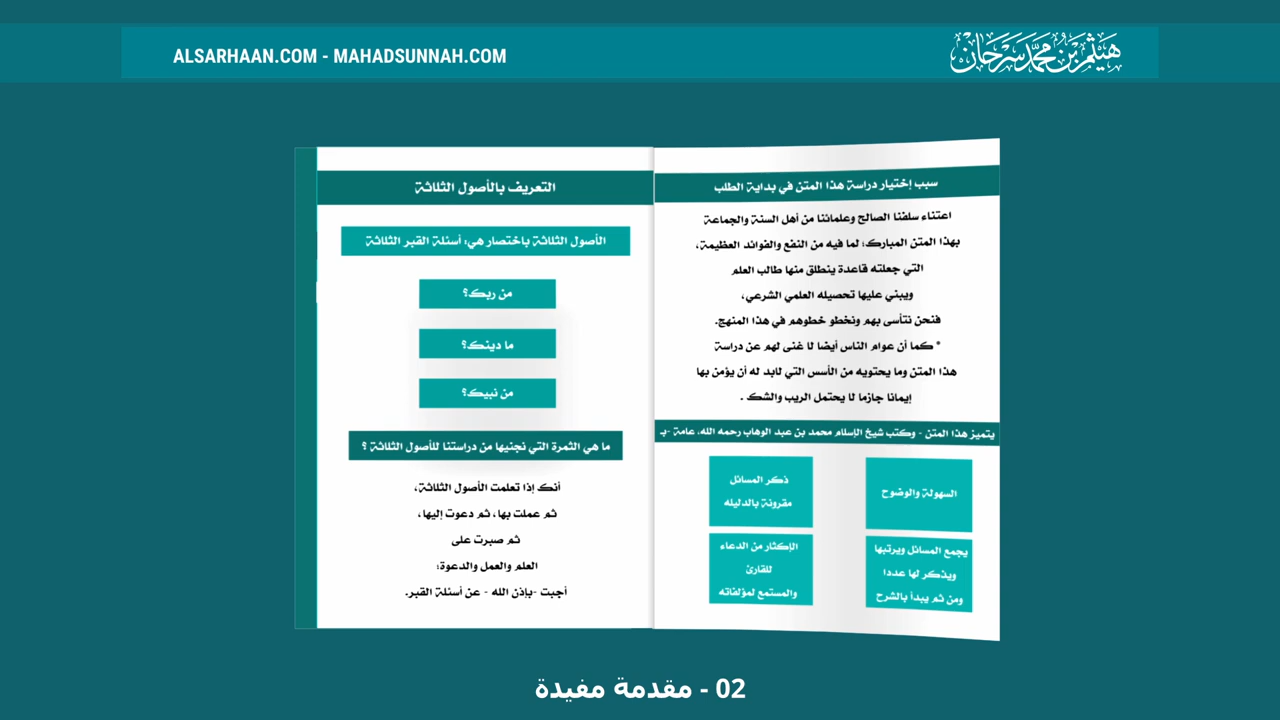 ALSARHAAN.COM - MAHADSUNNAH.COM
هيثم بن محمد سرحان
سبب إختيار دراسة هذا المتن في بداية الطلب
اعتناء سلفنا الصالح وعلمائنا من أهل السنة والجماعة
بهذا المتن المبارك؛ لما فيه من النفع والفوائد العظيمة،
التي جعلته قاعدة ينطلق منها طالب العلم
ويبني عليها تحصيله العلمي الشرعي،
فنحن نتأسى بهم ونخطو خطوهم في هذا المنهج.
* كما أن عوام الناس أيضا لا غنى لهم عن دراسة
هذا المتن وما يحتويه من الأسس التي لابد له أن يؤمن بها
إيمانا جازما لا يحتمل الريب والشك .
يتميز هذا المتن - وكتب شيخ الإسلام محمد بن عبد الوهاب رحمه الله، عامة -بـ
السهولة والوضوح
ذكر المسائل
مقرونة بالدليله
يجمع المسائل ويرتبها
ويذكر لها عددا
ومن ثم يبدأ بالشرح
الإكثار من الدعاء
للقارئ
والمستمع لمؤلفاته
التعريف بالأصول الثلاثة
الأصول الثلاثة باختصار هي: أسئلة القبر الثلاثة
من ربك؟
ما دينك؟
من نبيك؟
ما هي الثمرة التي نجنيها من دراستنا للأصول الثلاثة ؟
أنك إذا تعلمت الأصول الثلاثة،
ثم عملت بها، ثم دعوت إليها،
ثم صبرت على
العلم والعمل والدعوة؛
أجبت -بإذن الله - عن أسئلة القبر.
02 - مقدمة مفيدة